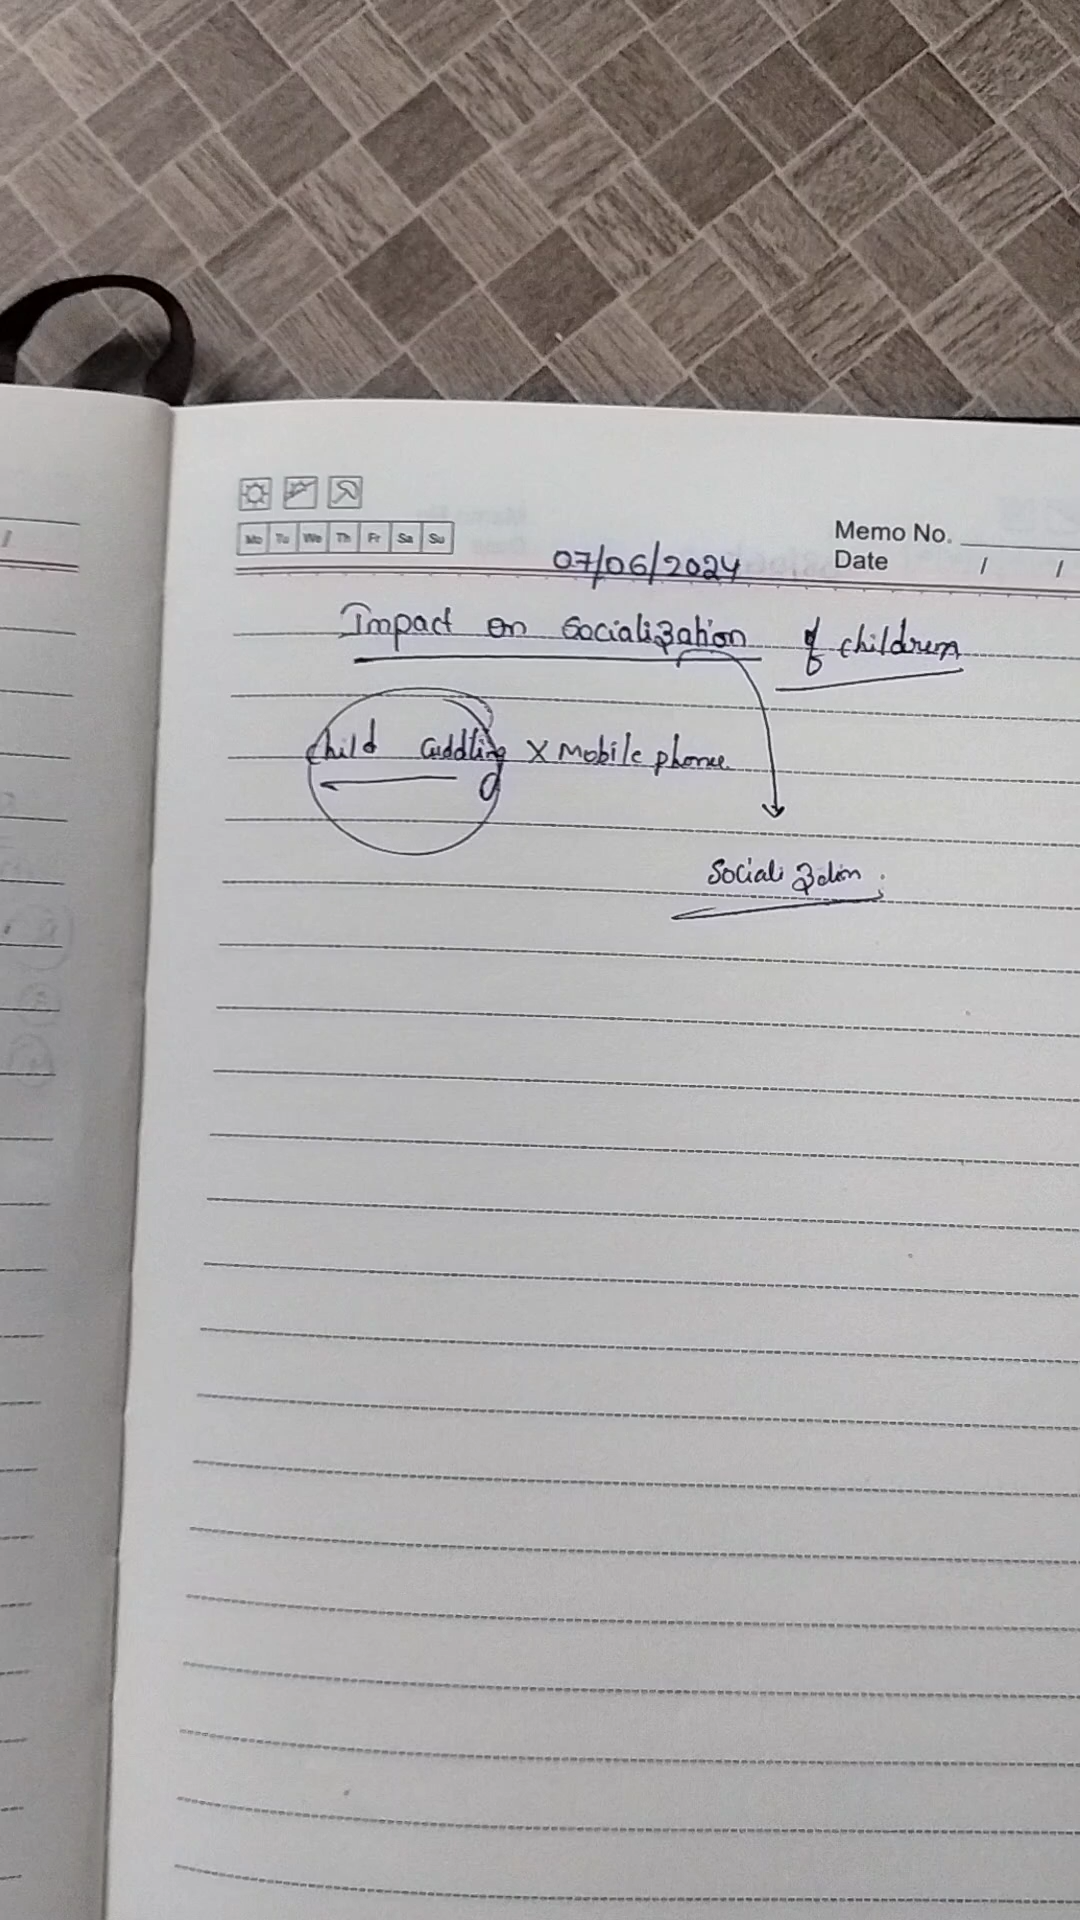 Mo Tu We Th Fr Sa Su
Memo No.
07/06/2024
Date / /
Impact on Socialization of children
child cuddling X Mobile phone
Sociali